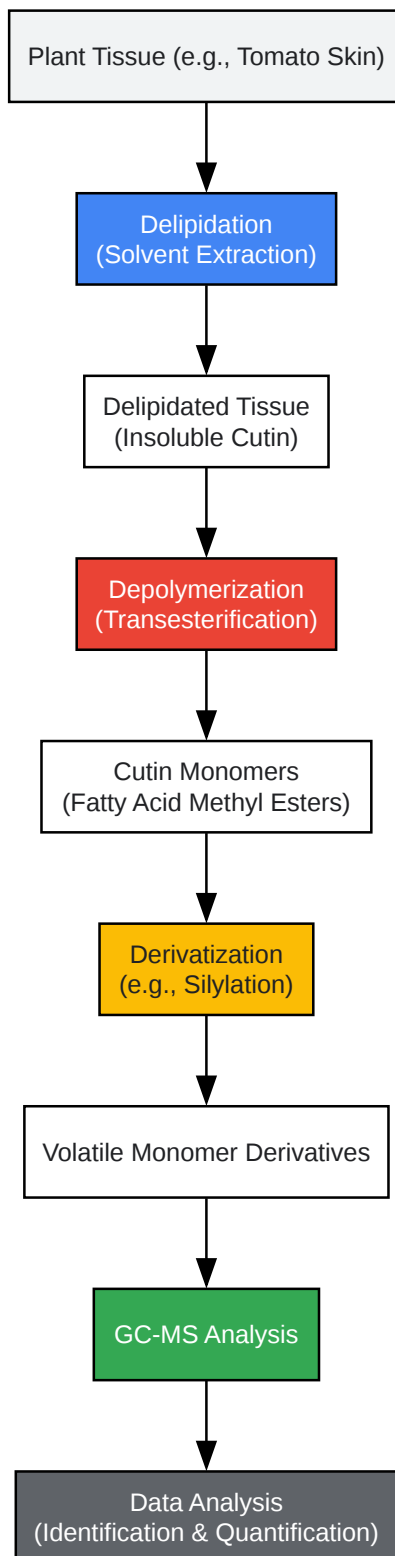 Plant Tissue (e.g., Tomato Skin)
Delipidation
(Solvent Extraction)
Delipidated Tissue
(Insoluble Cutin)
Depolymerization
(Transesterification)
Cutin Monomers
(Fatty Acid Methyl Esters)
Derivatization
(e.g., Silylation)
Volatile Monomer Derivatives
GC-MS Analysis
Data Analysis
(Identification & Quantification)